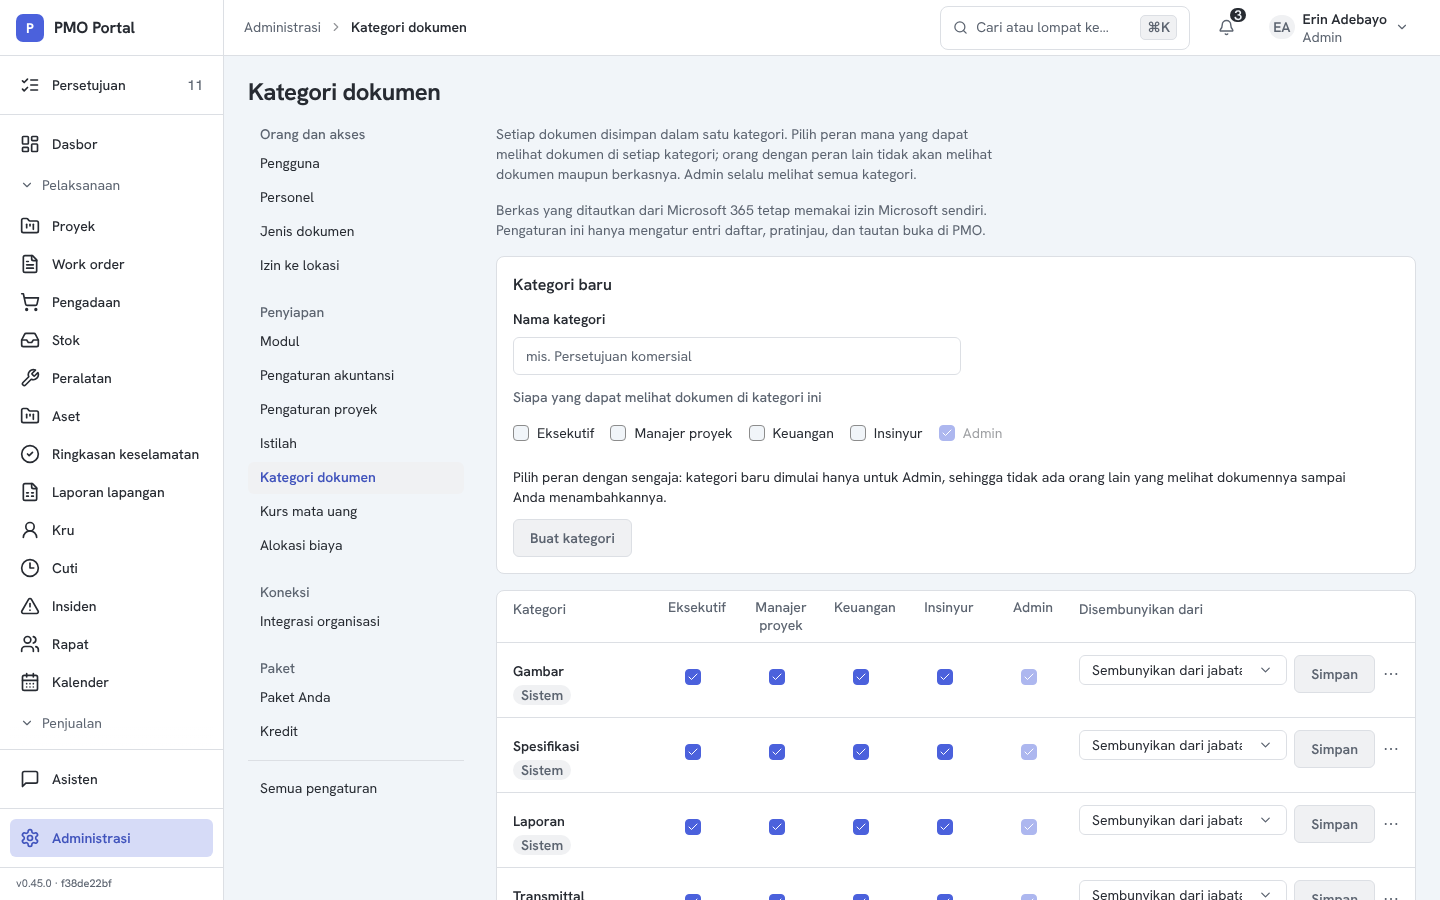 P PMO Portal
Administrasi
Kategori dokumen
Cari atau lompat ke...
⌘K
3
EA
Erin Adebayo
Admin
Persetujuan 11
Dasbor
Pelaksanaan
Proyek
Work order
Pengadaan
Stok
Peralatan
Aset
Ringkasan keselamatan
Laporan lapangan
Kru
Cuti
Insiden
Rapat
Kalender
Penjualan
Asisten
Administrasi
v0.45.0 · f38de22bf
Kategori dokumen
Orang dan akses
Pengguna
Personel
Jenis dokumen
Izin ke lokasi
Penyiapan
Modul
Pengaturan akuntansi
Pengaturan proyek
Istilah
Kategori dokumen
Kurs mata uang
Alokasi biaya
Koneksi
Integrasi organisasi
Paket
Paket Anda
Kredit
Semua pengaturan
Setiap dokumen disimpan dalam satu kategori. Pilih peran mana yang dapat
melihat dokumen di setiap kategori; orang dengan peran lain tidak akan melihat
dokumen maupun berkasnya. Admin selalu melihat semua kategori.
Berkas yang ditautkan dari Microsoft 365 tetap memakai izin Microsoft sendiri.
Pengaturan ini hanya mengatur entri daftar, pratinjau, dan tautan buka di PMO.
Kategori baru
Nama kategori
mis. Persetujuan komersial
Siapa yang dapat melihat dokumen di kategori ini
Eksekutif Manajer proyek Keuangan Insinyur Admin
Pilih peran dengan sengaja: kategori baru dimulai hanya untuk Admin, sehingga tidak ada orang lain yang melihat dokumennya sampai
Anda menambahkannya.
Buat kategori
Kategori Eksekutif Manajer proyek Keuangan Insinyur Admin Disembunyikan dari
Gambar
Sistem
Sembunyikan dari jabata Simpan ...
Spesifikasi
Sistem
Sembunyikan dari jabata Simpan ...
Laporan
Sistem
Sembunyikan dari jabata Simpan ...
Transmittal
Sembunyikan dari jabata Simpan ...